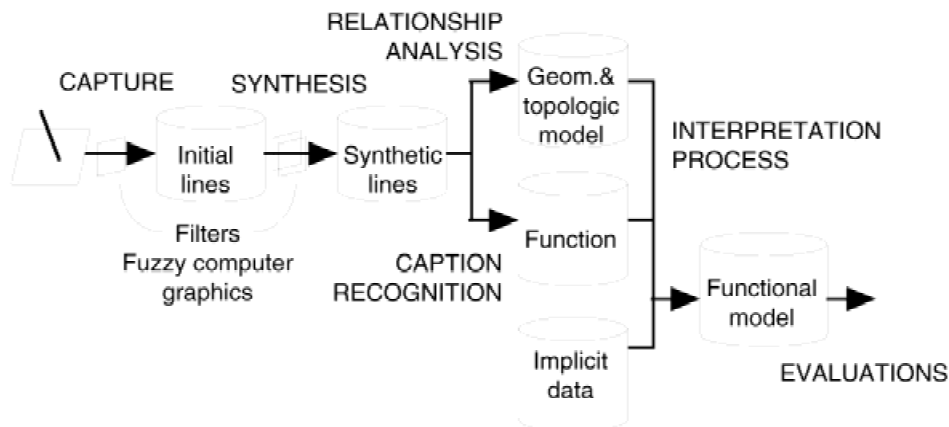 CAPTURE
SYNTHESIS
RELATIONSHIP
ANALYSIS
Initial
lines
Synthetic
lines
Geom.&
topologic
model
INTERPRETATION
PROCESS
Filters
Fuzzy computer
graphics
CAPTION
RECOGNITION
Function
Implicit
data
Functional
model
EVALUATIONS